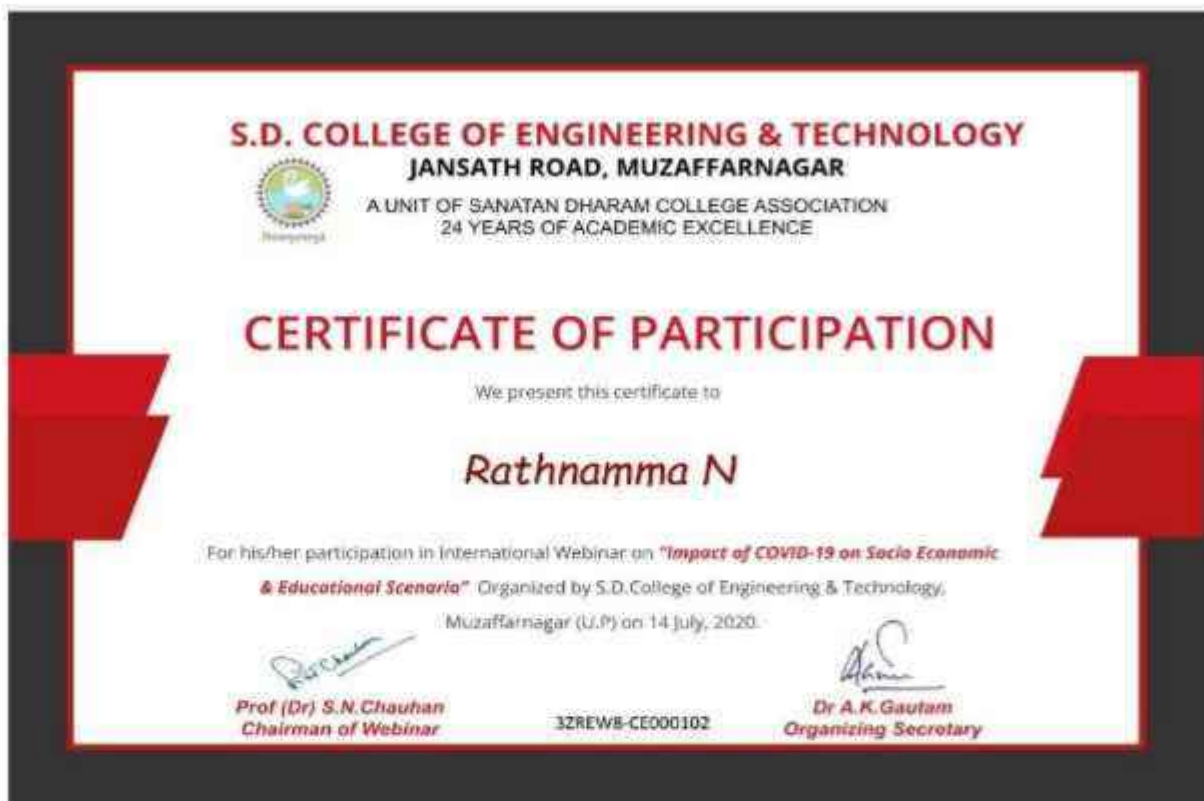 S.D. COLLEGE OF ENGINEERING & TECHNOLOGY
JANSATH ROAD, MUZAFFARNAGAR
A UNIT OF SANATAN DHARAM COLLEGE ASSOCIATION
24 YEARS OF ACADEMIC EXCELLENCE
CERTIFICATE OF PARTICIPATION
We present this certificate to
Rathnamma N
For his/her participation in International Webinar on "Impact of COVID-19 on Socio Economic
& Educational Scenario" Organized by S.D.College of Engineering & Technology,
Muzaffarnagar (U.P) on 14 July, 2020.
Prof (Dr) S.N.Chauhan
Chairman of Webinar
3ZREWB-CE000102
Dr A.K.Gautam
Organizing Secretary